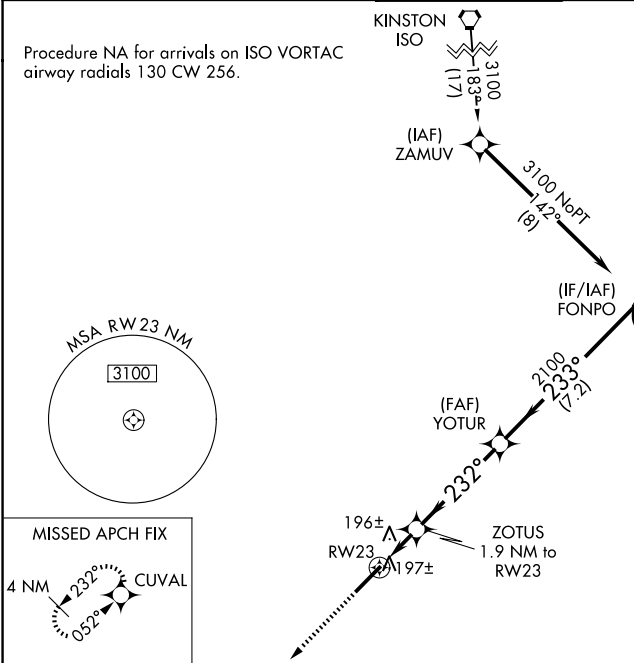 KINSTON
ISO
Procedure NA for arrivals on ISO VORTAC
airway radials 130 CW 256.
3100
183°
(17)
(IAF)
ZAMUV
3100 NoPT
142°
(8)
(IF/IAF)
FONPO
MSA RW23 NM
3100
2100
233°
(7.2)
(FAF)
YOTUR
232°
196±
ZOTUS
1.9 NM to
RW23
RW23
197±
MISSED APCH FIX
4 NM
232°
CUVAL
052°